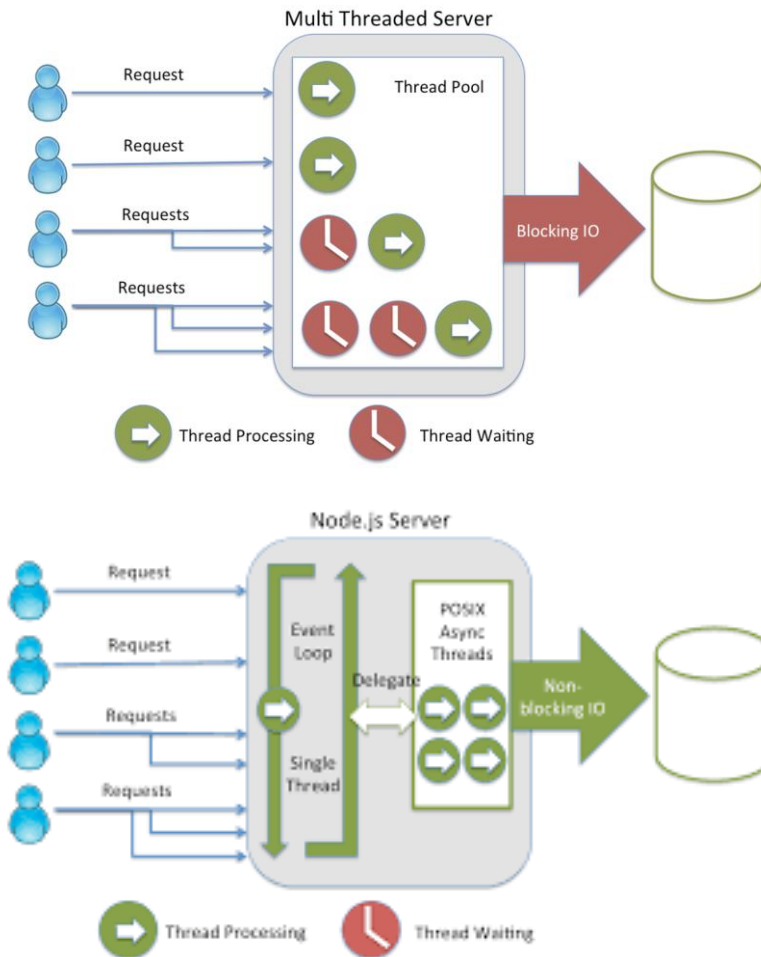 Multi Threaded Server
Request
Thread Pool
Request
Requests
Blocking IO
Requests
Thread Processing
Thread Waiting
Node.js Server
Request
POSIX
Async
Threads
Event
Loop
Request
Delegate
Non-
blocking IO
Requests
Single
Thread
Requests
Thread Processing
Thread Waiting